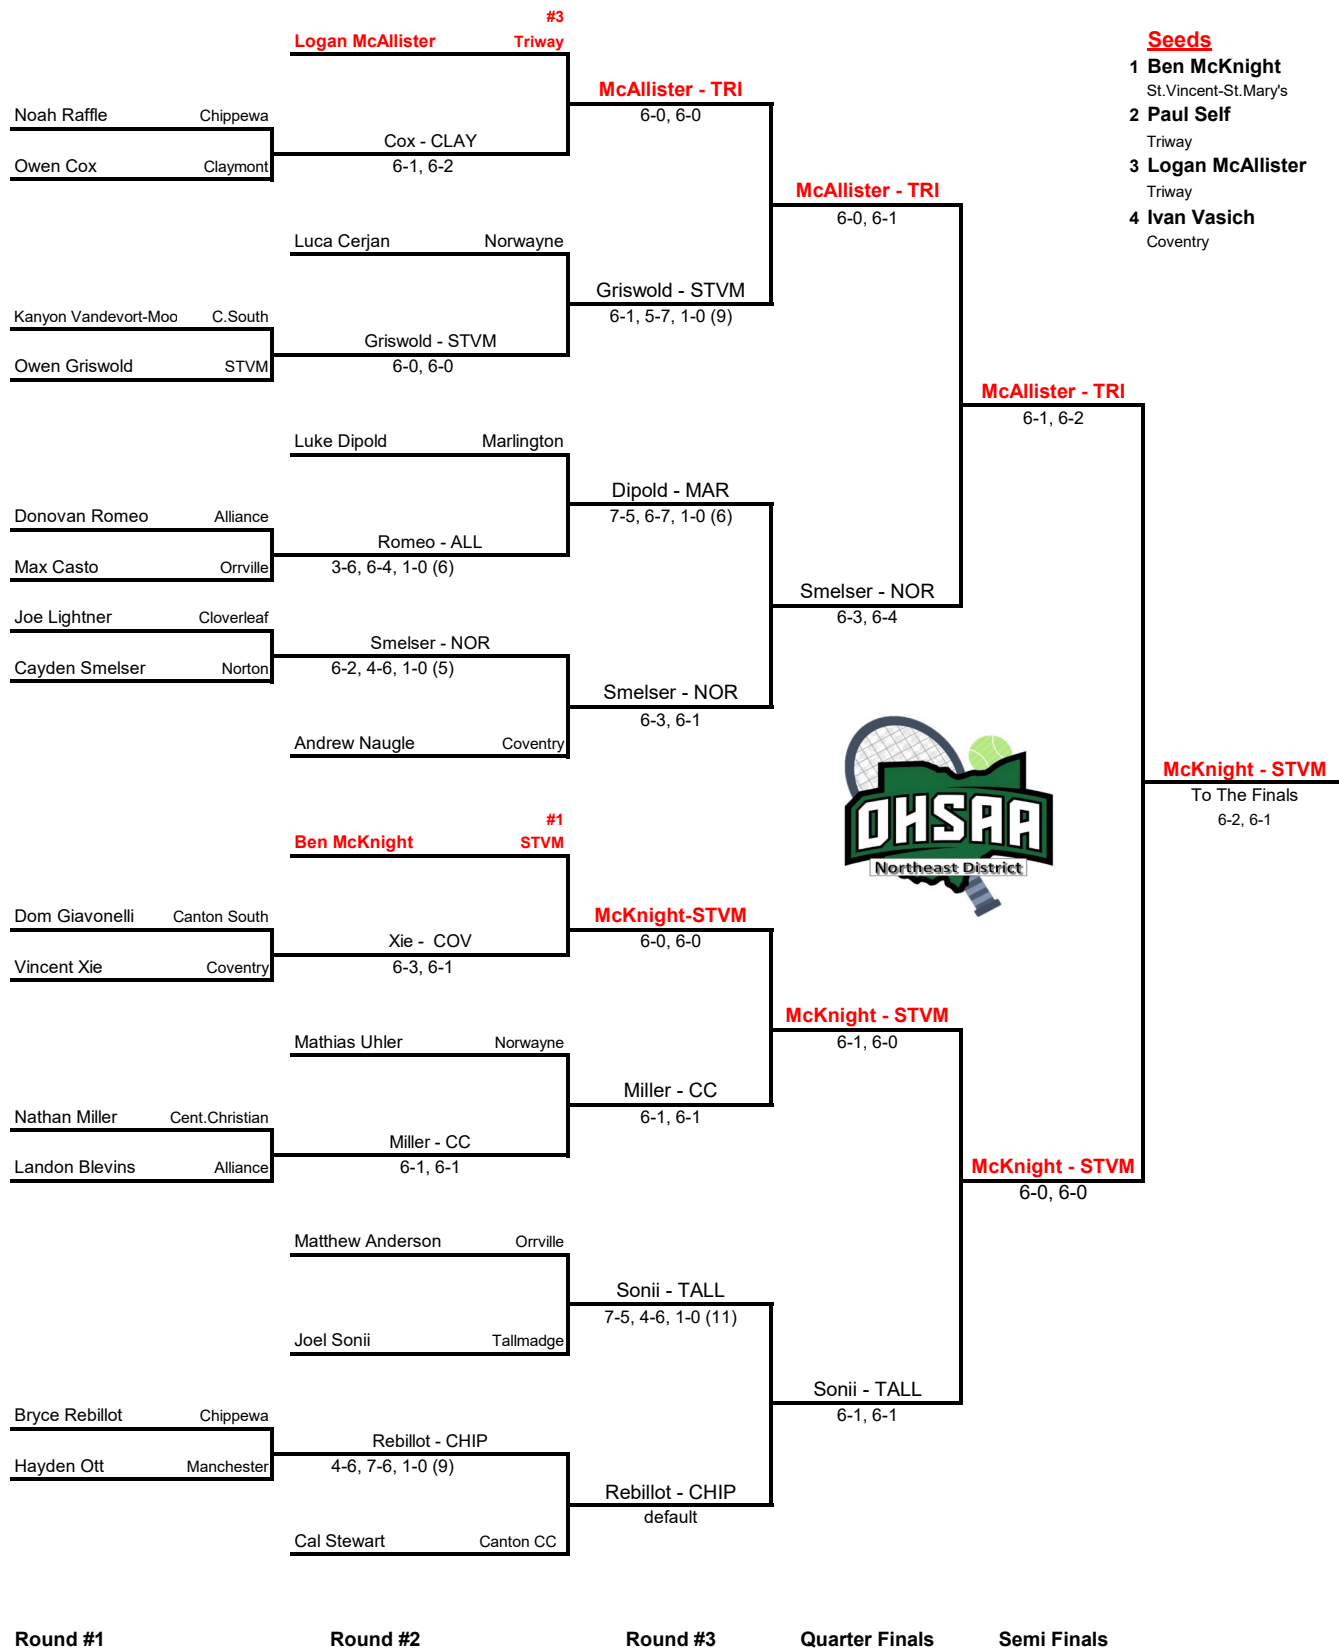 #3
Logan McAllister Triway
Seeds
1 Ben McKnight
St.Vincent-St.Mary's
2 Paul Self
Triway
3 Logan McAllister
Triway
4 Ivan Vasich
Coventry
McAllister - TRI
6-0, 6-0
Noah Raffle Chippewa
Cox - CLAY
6-1, 6-2
Owen Cox Claymont
McAllister - TRI
6-0, 6-1
Luca Cerjan Norwayne
Griswold - STVM
6-1, 5-7, 1-0 (9)
Kanyon Vandevort-Moo C.South
Griswold - STVM
6-0, 6-0
Owen Griswold STVM
McAllister - TRI
6-1, 6-2
Luke Dipold Marlington
Dipold - MAR
7-5, 6-7, 1-0 (6)
Donovan Romeo Alliance
Romeo - ALL
3-6, 6-4, 1-0 (6)
Max Casto Orrville
Smelser - NOR
6-3, 6-4
Joe Lightner Cloverleaf
Smelser - NOR
6-2, 4-6, 1-0 (5)
Cayden Smelser Norton
Smelser - NOR
6-3, 6-1
Andrew Naugle Coventry
OHSAA
Northeast District
McKnight - STVM
To The Finals
6-2, 6-1
#1
Ben McKnight STVM
McKnight-STVM
6-0, 6-0
Dom Giavonelli Canton South
Xie - COV
6-3, 6-1
Vincent Xie Coventry
McKnight - STVM
6-1, 6-0
Mathias Uhler Norwayne
Miller - CC
6-1, 6-1
Nathan Miller Cent.Christian
Miller - CC
6-1, 6-1
Landon Blevins Alliance
McKnight - STVM
6-0, 6-0
Matthew Anderson Orrville
Sonii - TALL
7-5, 4-6, 1-0 (11)
Joel Sonii Tallmadge
Sonii - TALL
6-1, 6-1
Bryce Rebillot Chippewa
Rebillot - CHIP
4-6, 7-6, 1-0 (9)
Hayden Ott Manchester
Rebillot - CHIP
default
Cal Stewart Canton CC
Round #1 Round #2 Round #3 Quarter Finals Semi Finals